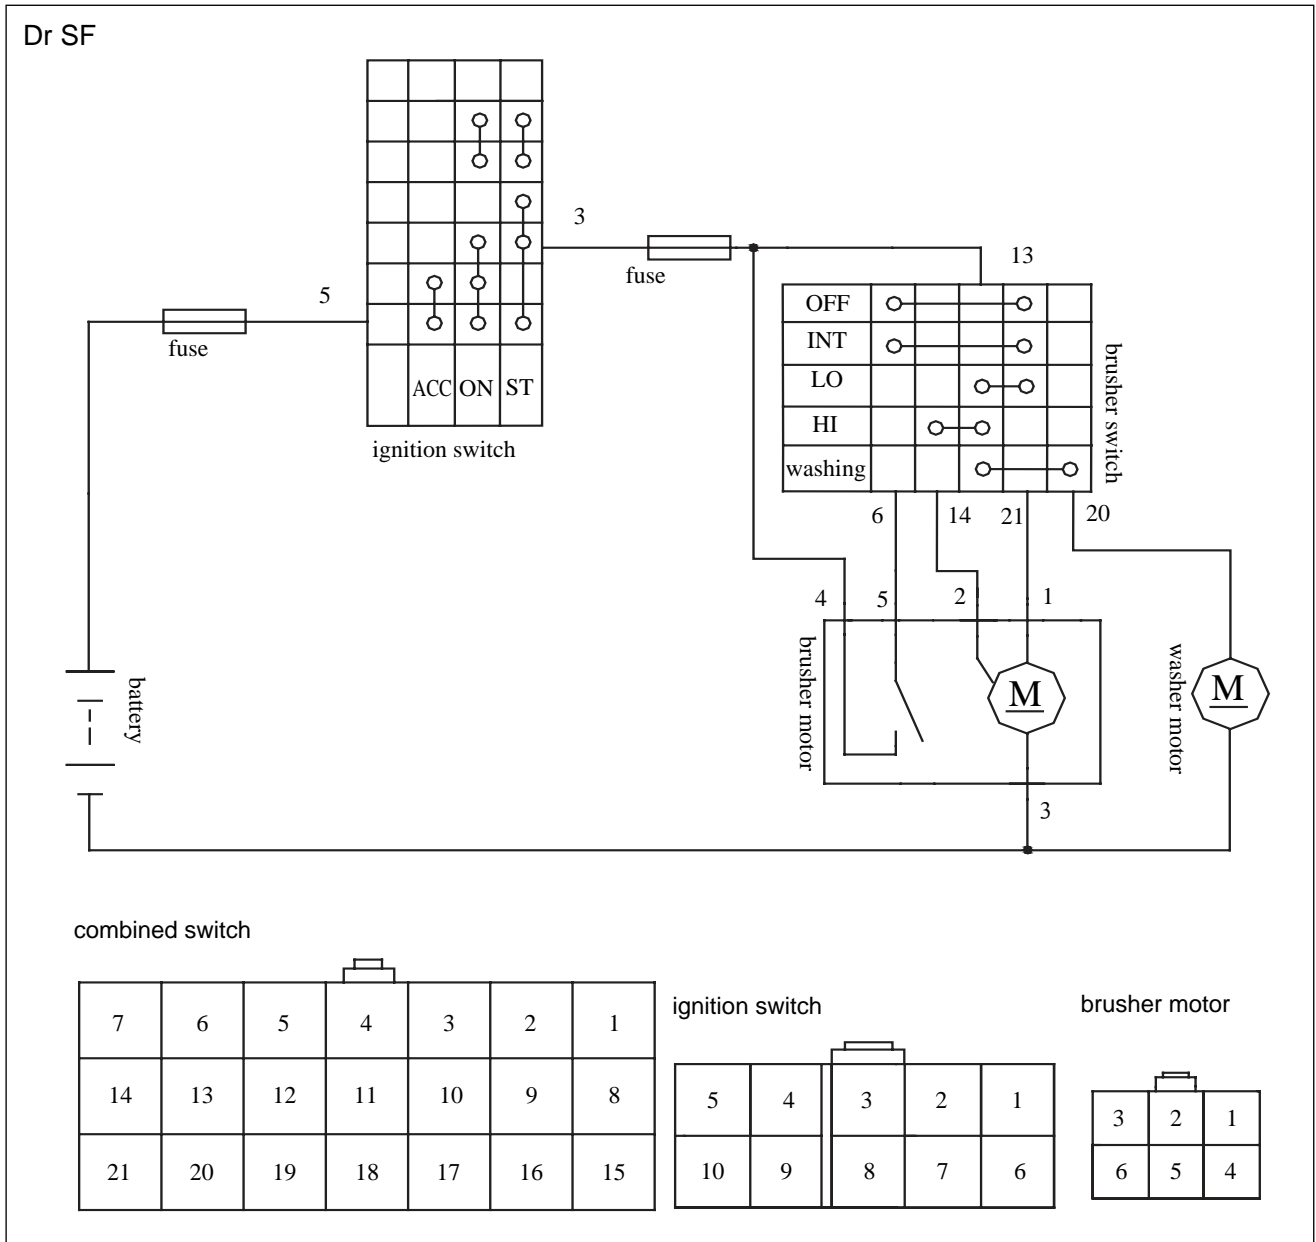 Dr SF
3
13
5
fuse
fuse
OFF
INT
LO
HI
washing
brusher switch
ACC ON ST
ignition switch
6 14 21 20
4 5 2 1
brusher motor
M
washer motor
M
battery
3
combined switch
7 6 5 4 3 2 1
14 13 12 11 10 9 8
21 20 19 18 17 16 15
ignition switch
5 4 3 2 1
10 9 8 7 6
brusher motor
3 2 1
6 5 4